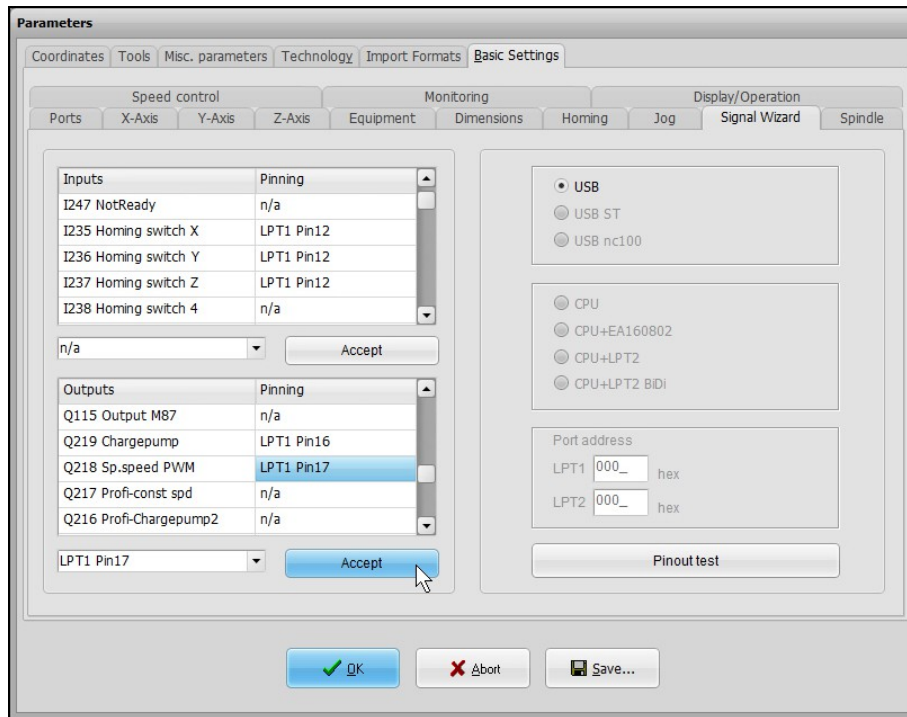 Parameters
Coordinates Tools Misc. parameters Technology Import Formats Basic Settings
Speed control Monitoring Display/Operation
Ports X-Axis Y-Axis Z-Axis Equipment Dimensions Homing Jog Signal Wizard Spindle
Inputs Pinning
I247 NotReady n/a
I235 Homing switch X LPT1 Pin12
I236 Homing switch Y LPT1 Pin12
I237 Homing switch Z LPT1 Pin12
I238 Homing switch 4 n/a
n/a Accept
Outputs Pinning
Q115 Output M87 n/a
Q219 Chargepump LPT1 Pin16
Q218 Sp.speed PWM LPT1 Pin17
Q217 Profi-const spd n/a
Q216 Profi-Chargepump2 n/a
LPT1 Pin17 Accept
USB
USB ST
USB nc100
CPU
CPU+EA160802
CPU+LPT2
CPU+LPT2 BiDi
Port address
LPT1 000_ hex
LPT2 000_ hex
Pinout test
OK Abort Save...